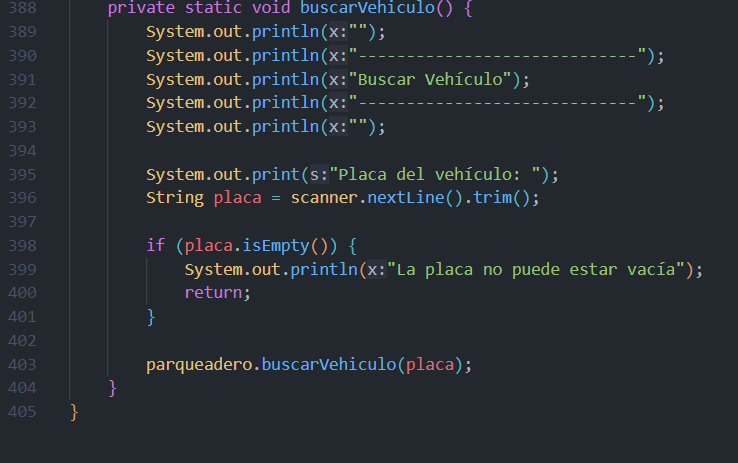 388 private static void buscarVehiculo() {
389 System.out.println(x:"");
390 System.out.println(x:"-----------------------------");
391 System.out.println(x:"Buscar Vehículo");
392 System.out.println(x:"-----------------------------");
393 System.out.println(x:"");
394
395 System.out.print(s:"Placa del vehículo: ");
396 String placa = scanner.nextLine().trim();
397
398 if (placa.isEmpty()) {
399 System.out.println(x:"La placa no puede estar vacía");
400 return;
401 }
402
403 parqueadero.buscarVehiculo(placa);
404 }
405 }